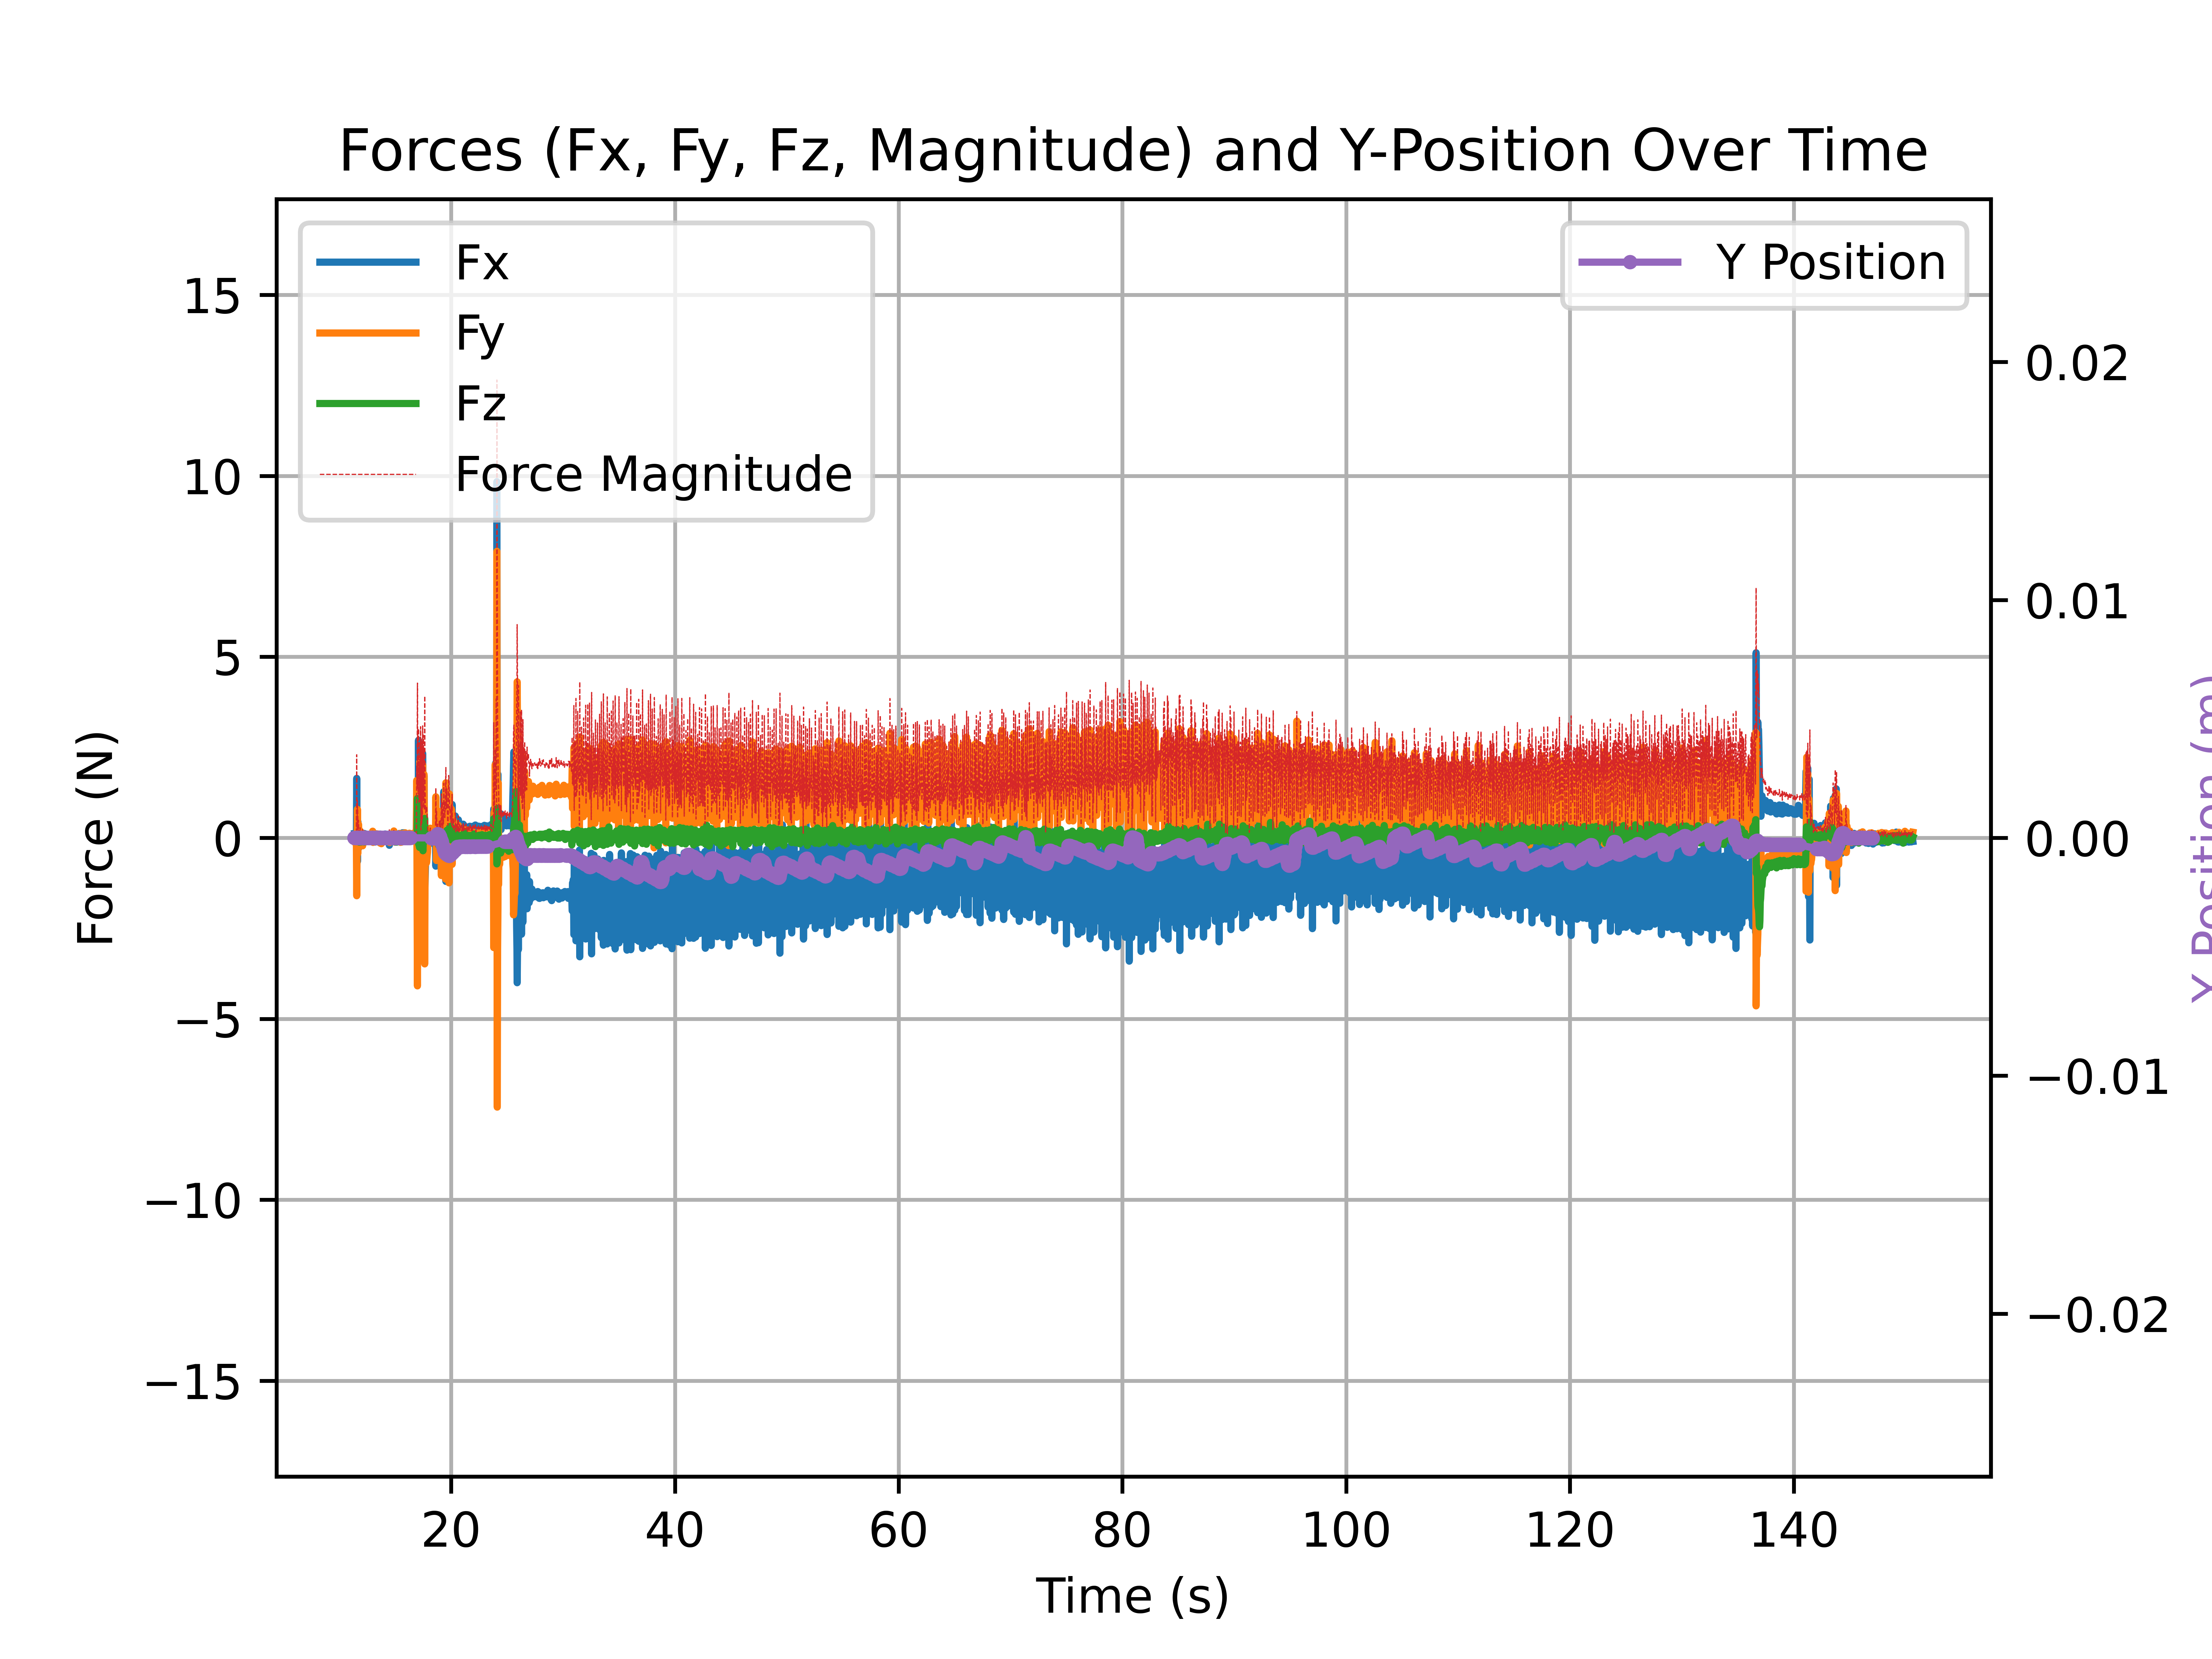 Forces (Fx, Fy, Fz, Magnitude) and Y-Position Over Time
Fx
Fy
Fz
Force Magnitude
Y Position
15
10
5
0
−5
−10
−15
Force (N)
0.02
0.01
0.00
−0.01
−0.02
Y Position (m)
20 40 60 80 100 120 140
Time (s)